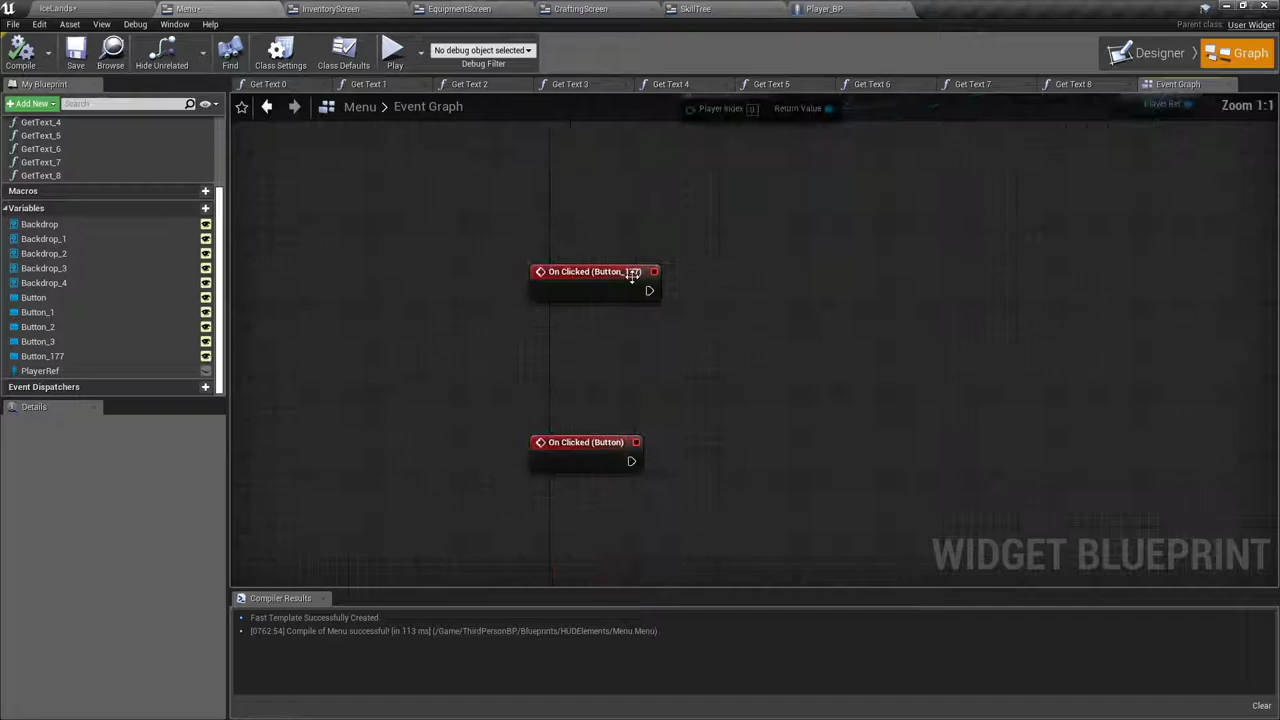 IceLands*
Menu*
InventoryScreen
EquipmentScreen
CraftingScreen
SkillTree
Player_BP
File Edit Asset View Debug Window Help
Parent class: User Widget
Compile
Save
Browse
Hide Unrelated
Find
Class Settings
Class Defaults
Play
No debug object selected
Debug Filter
Designer
Graph
My Blueprint
Get Text 0
Get Text 1
Get Text 2
Get Text 3
Get Text 4
Get Text 5
Get Text 6
Get Text 7
Get Text 8
Event Graph
Add New
Search
Menu > Event Graph
Player Index 0
Return Value
Player Ref
Zoom 1:1
GetText_4
GetText_5
GetText_6
GetText_7
GetText_8
Macros
Variables
Backdrop
Backdrop_1
Backdrop_2
Backdrop_3
Backdrop_4
Button
Button_1
Button_2
Button_3
Button_177
PlayerRef
Event Dispatchers
Details
On Clicked (Button_177)
On Clicked (Button)
WIDGET BLUEPRINT
Compiler Results
Fast Template Successfully Created.
[0762.54] Compile of Menu successful! [in 113 ms] (/Game/ThirdPersonBP/Blueprints/HUDElements/Menu.Menu)
Clear